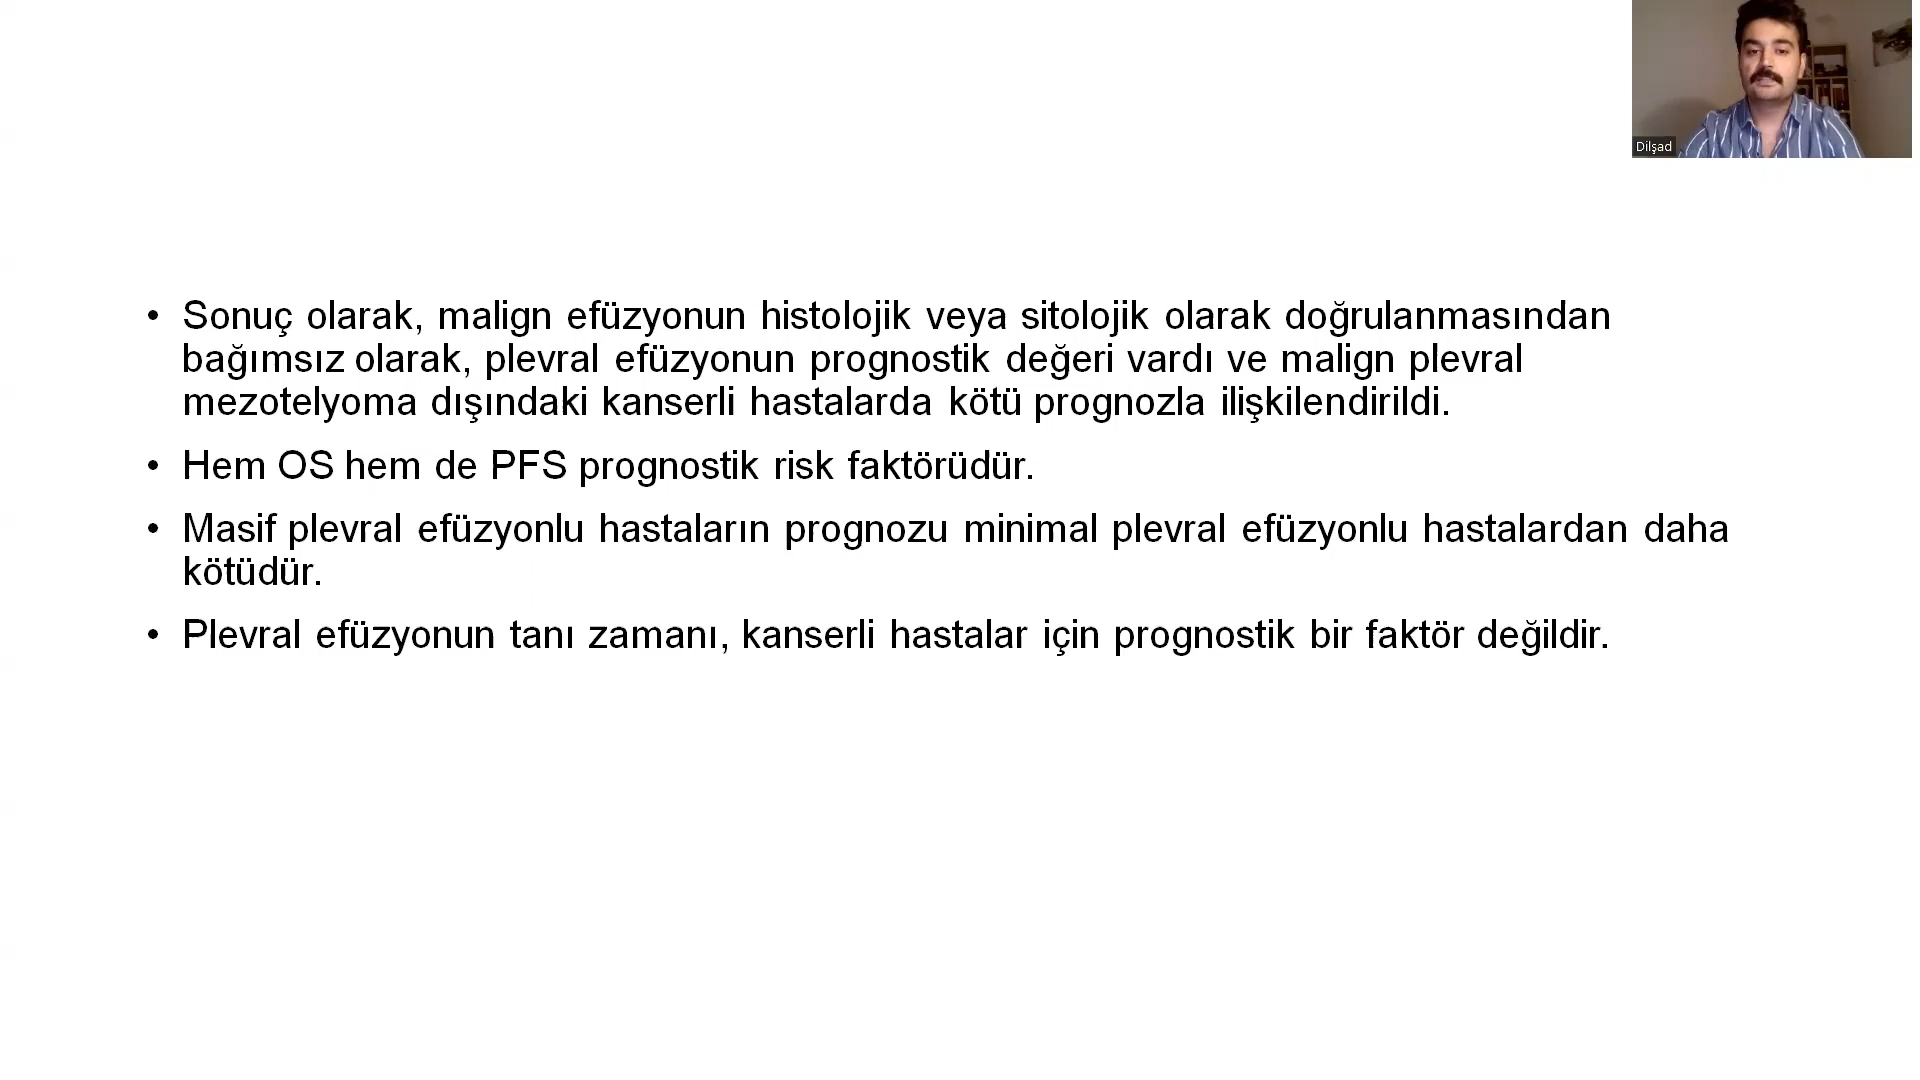 Dilşad
• Sonuç olarak, malign efüzyonun histolojik veya sitolojik olarak doğrulanmasından
bağımsız olarak, plevral efüzyonun prognostik değeri vardı ve malign plevral
mezotelyoma dışındaki kanserli hastalarda kötü prognozla ilişkilendirildi.
• Hem OS hem de PFS prognostik risk faktörüdür.
• Masif plevral efüzyonlu hastaların prognozu minimal plevral efüzyonlu hastalardan daha
kötüdür.
• Plevral efüzyonun tanı zamanı, kanserli hastalar için prognostik bir faktör değildir.